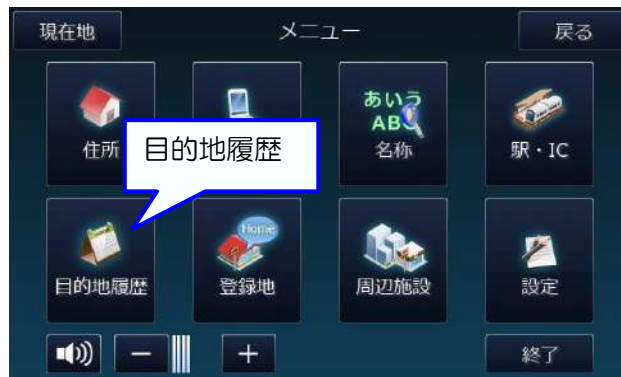 現在地
メニュー
戻る
住所
あいう
AB
名称
駅・IC
目的地履歴
目的地履歴
Home
登録地
周辺施設
設定
− +
終了